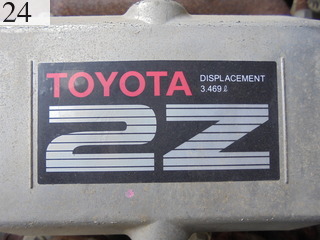 24
TOYOTA
DISPLACEMENT
3.469 ℓ
2Z